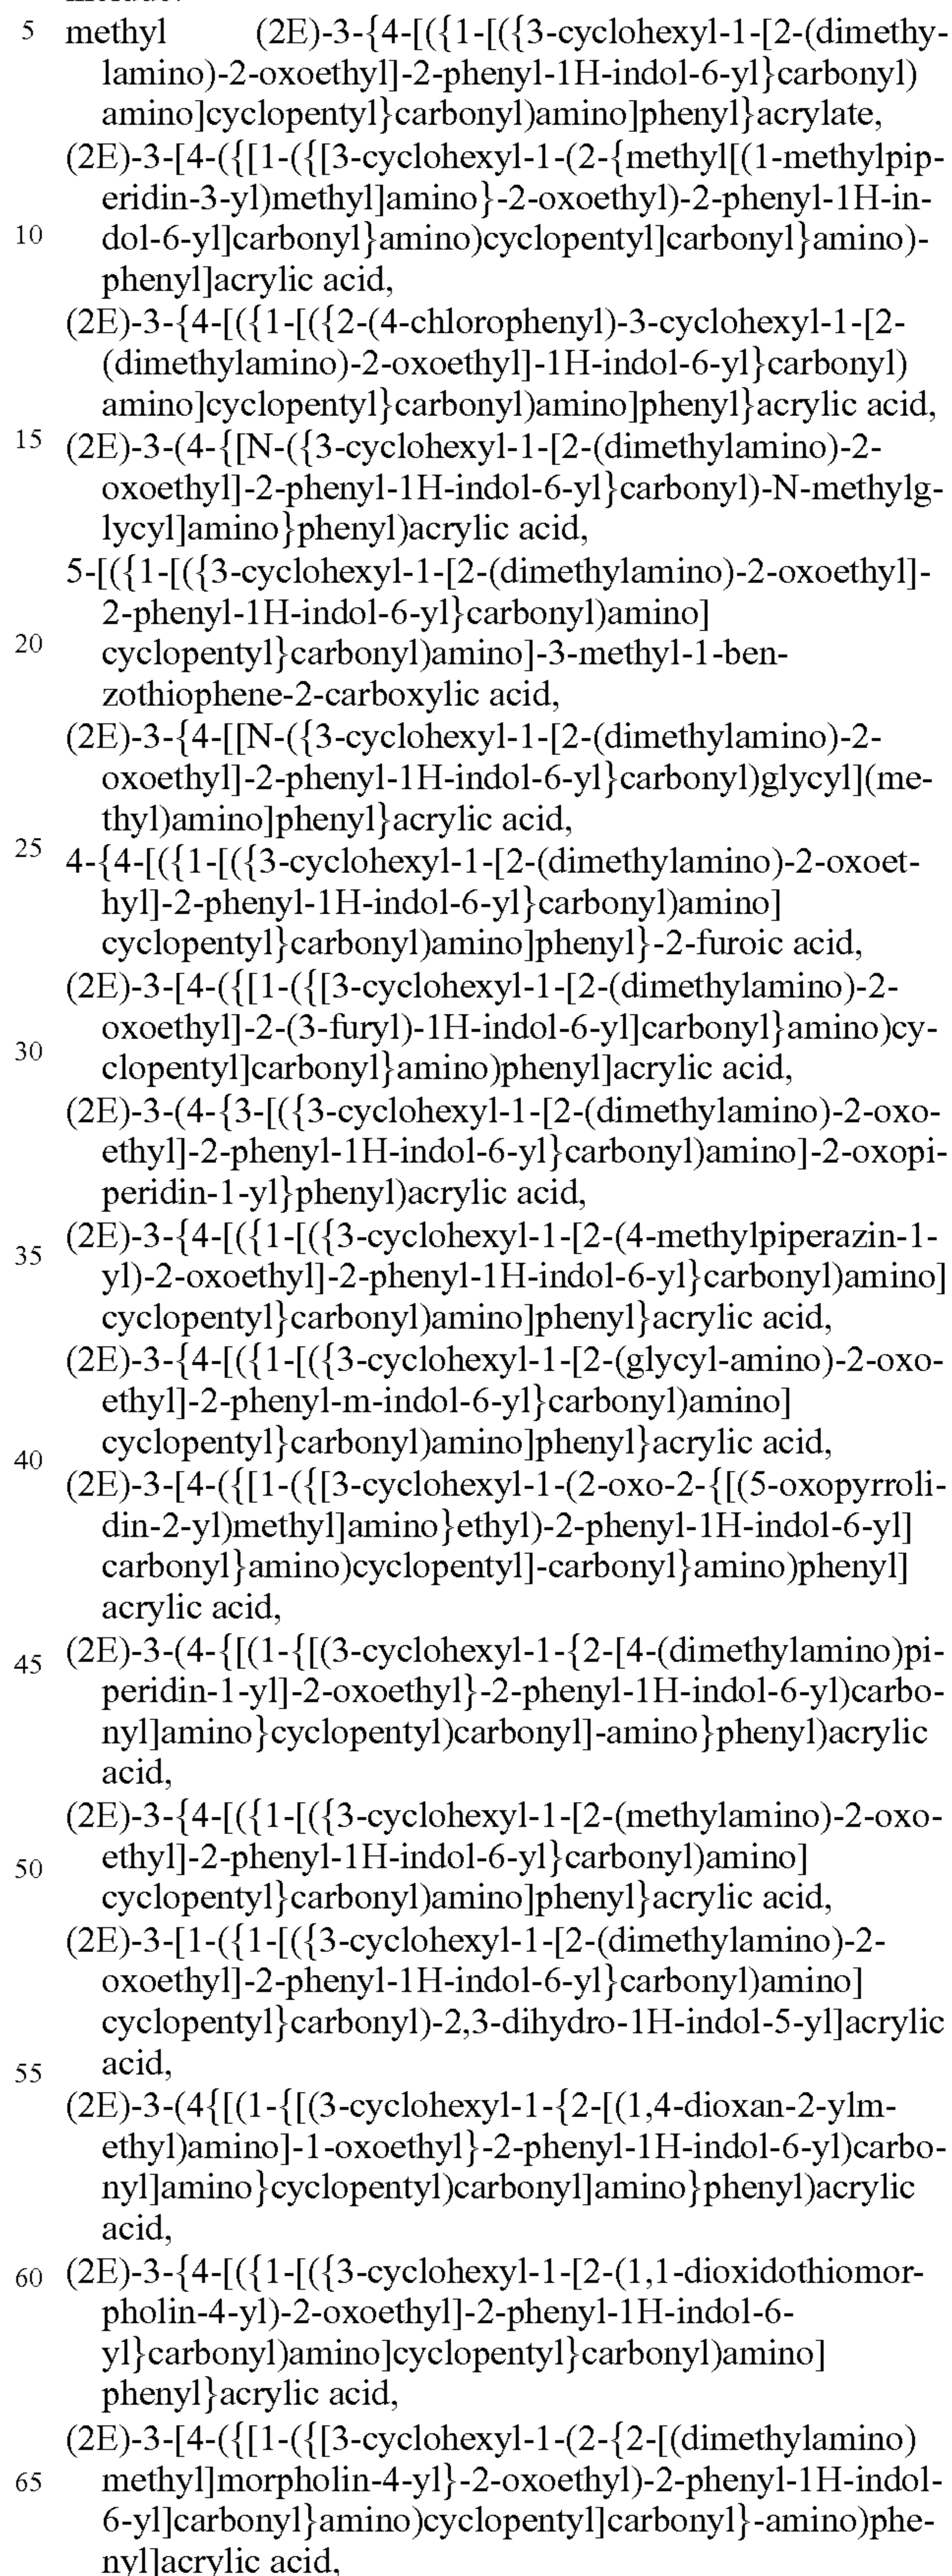 5 methyl (2E)-3-{4-[({1-[({3-cyclohexyl-1-[2-(dimethy-
lamino)-2-oxoethyl]-2-phenyl-1H-indol-6-yl}carbonyl)
amino]cyclopentyl}carbonyl)amino]phenyl}acrylate,
(2E)-3-[4-({[1-({[3-cyclohexyl-1-(2-{methyl[(1-methylpip-
eridin-3-yl)methyl]amino}-2-oxoethyl)-2-phenyl-1H-in-
10 dol-6-yl]carbonyl}amino)cyclopentyl]carbonyl}amino)-
phenyl]acrylic acid,
(2E)-3-{4-[({1-[({2-(4-chlorophenyl)-3-cyclohexyl-1-[2-
(dimethylamino)-2-oxoethyl]-1H-indol-6-yl}carbonyl)
amino]cyclopentyl}carbonyl)amino]phenyl}acrylic acid,
15 (2E)-3-(4-{[N-({3-cyclohexyl-1-[2-(dimethylamino)-2-
oxoethyl]-2-phenyl-1H-indol-6-yl}carbonyl)-N-methylg-
lycyl]amino}phenyl)acrylic acid,
5-[({1-[({3-cyclohexyl-1-[2-(dimethylamino)-2-oxoethyl]-
2-phenyl-1H-indol-6-yl}carbonyl)amino]
20 cyclopentyl}carbonyl)amino]-3-methyl-1-ben-
zothiophene-2-carboxylic acid,
(2E)-3-{4-[[N-({3-cyclohexyl-1-[2-(dimethylamino)-2-
oxoethyl]-2-phenyl-1H-indol-6-yl}carbonyl)glycyl](me-
thyl)amino]phenyl}acrylic acid,
25 4-{4-[({1-[({3-cyclohexyl-1-[2-(dimethylamino)-2-oxoet-
hyl]-2-phenyl-1H-indol-6-yl}carbonyl)amino]
cyclopentyl}carbonyl)amino]phenyl}-2-furoic acid,
(2E)-3-[4-({[1-({[3-cyclohexyl-1-[2-(dimethylamino)-2-
oxoethyl]-2-(3-furyl)-1H-indol-6-yl]carbonyl}amino)cy-
30 clopentyl]carbonyl}amino)phenyl]acrylic acid,
(2E)-3-(4-{3-[({3-cyclohexyl-1-[2-(dimethylamino)-2-oxo-
ethyl]-2-phenyl-1H-indol-6-yl}carbonyl)amino]-2-oxopi-
peridin-1-yl}phenyl)acrylic acid,
35 (2E)-3-{4-[({1-[({3-cyclohexyl-1-[2-(4-methylpiperazin-1-
yl)-2-oxoethyl]-2-phenyl-1H-indol-6-yl}carbonyl)amino]
cyclopentyl}carbonyl)amino]phenyl}acrylic acid,
(2E)-3-{4-[({1-[({3-cyclohexyl-1-[2-(glycyl-amino)-2-oxo-
ethyl]-2-phenyl-m-indol-6-yl}carbonyl)amino]
40 cyclopentyl}carbonyl)amino]phenyl}acrylic acid,
(2E)-3-[4-({[1-({[3-cyclohexyl-1-(2-oxo-2-{[(5-oxopyrroli-
din-2-yl)methyl]amino}ethyl)-2-phenyl-1H-indol-6-yl]
carbonyl}amino)cyclopentyl]-carbonyl}amino)phenyl]
acrylic acid,
45 (2E)-3-(4-{[(1-{[(3-cyclohexyl-1-{2-[4-(dimethylamino)pi-
peridin-1-yl]-2-oxoethyl}-2-phenyl-1H-indol-6-yl)carbo-
nyl]amino}cyclopentyl)carbonyl]-amino}phenyl)acrylic
acid,
(2E)-3-{4-[({1-[({3-cyclohexyl-1-[2-(methylamino)-2-oxo-
50 ethyl]-2-phenyl-1H-indol-6-yl}carbonyl)amino]
cyclopentyl}carbonyl)amino]phenyl}acrylic acid,
(2E)-3-[1-({1-[({3-cyclohexyl-1-[2-(dimethylamino)-2-
oxoethyl]-2-phenyl-1H-indol-6-yl}carbonyl)amino]
cyclopentyl}carbonyl)-2,3-dihydro-1H-indol-5-yl]acrylic
55 acid,
(2E)-3-(4{[(1-{[(3-cyclohexyl-1-{2-[(1,4-dioxan-2-ylm-
ethyl)amino]-1-oxoethyl}-2-phenyl-1H-indol-6-yl)carbo-
nyl]amino}cyclopentyl)carbonyl]amino}phenyl)acrylic
acid,
60 (2E)-3-{4-[({1-[({3-cyclohexyl-1-[2-(1,1-dioxidothiomor-
pholin-4-yl)-2-oxoethyl]-2-phenyl-1H-indol-6-
yl}carbonyl)amino]cyclopentyl}carbonyl)amino]
phenyl}acrylic acid,
(2E)-3-[4-({[1-({[3-cyclohexyl-1-(2-{2-[(dimethylamino)
65 methyl]morpholin-4-yl}-2-oxoethyl)-2-phenyl-1H-indol-
6-yl]carbonyl}amino)cyclopentyl]carbonyl}-amino)phe-
nyl]acrylic acid,